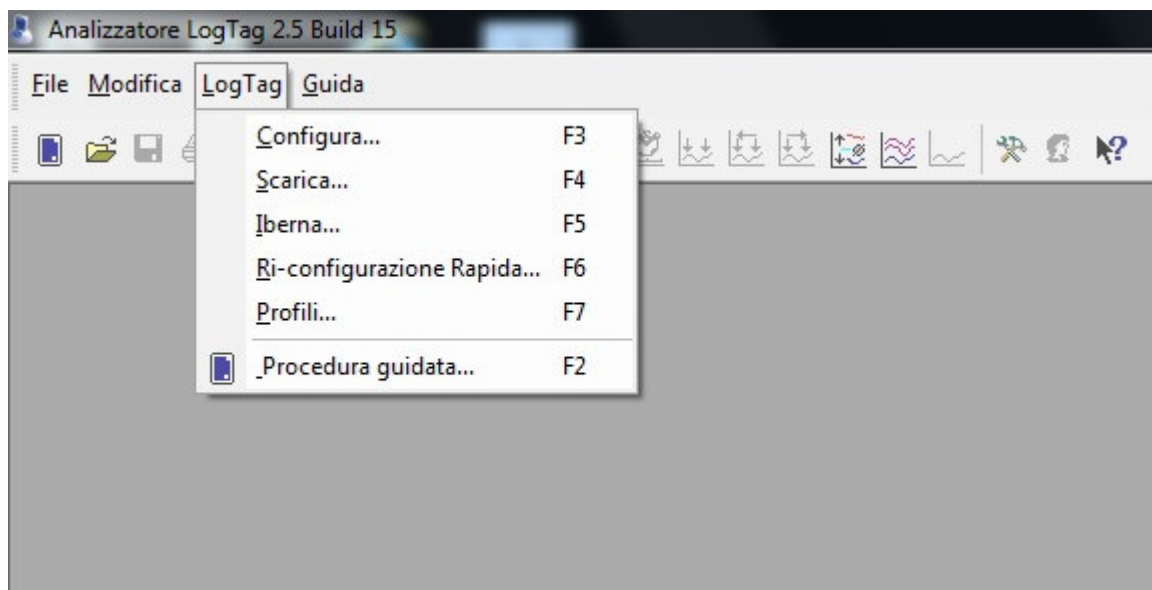 Analizzatore LogTag 2.5 Build 15
File Modifica LogTag Guida
Configura... F3
Scarica... F4
Iberna... F5
Ri-configurazione Rapida... F6
Profili... F7
Procedura guidata... F2